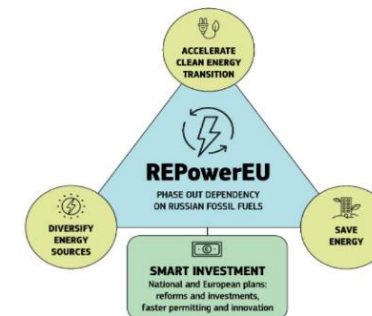 ACCELERATE
CLEAN ENERGY
TRANSITION
REPowerEU
PHASE OUT DEPENDENCY
ON RUSSIAN FOSSIL FUELS
DIVERSIFY
ENERGY
SOURCES
SAVE
ENERGY
SMART INVESTMENT
National and European plans:
reforms and investments,
faster permitting and innovation